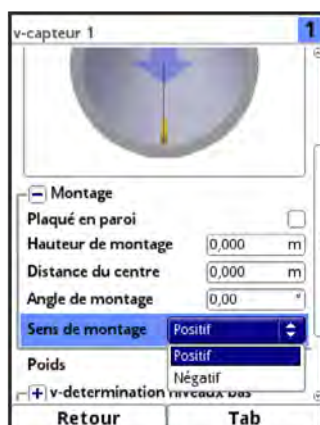 v-capteur 1 1
Montage
Plaqué en paroi
Hauteur de montage 0,000 m
Distance du centre 0,000 m
Angle de montage 0,00 °
Sens de montage Positif
Positif
Poids
Négatif
v-determination niveaux bas
Retour Tab